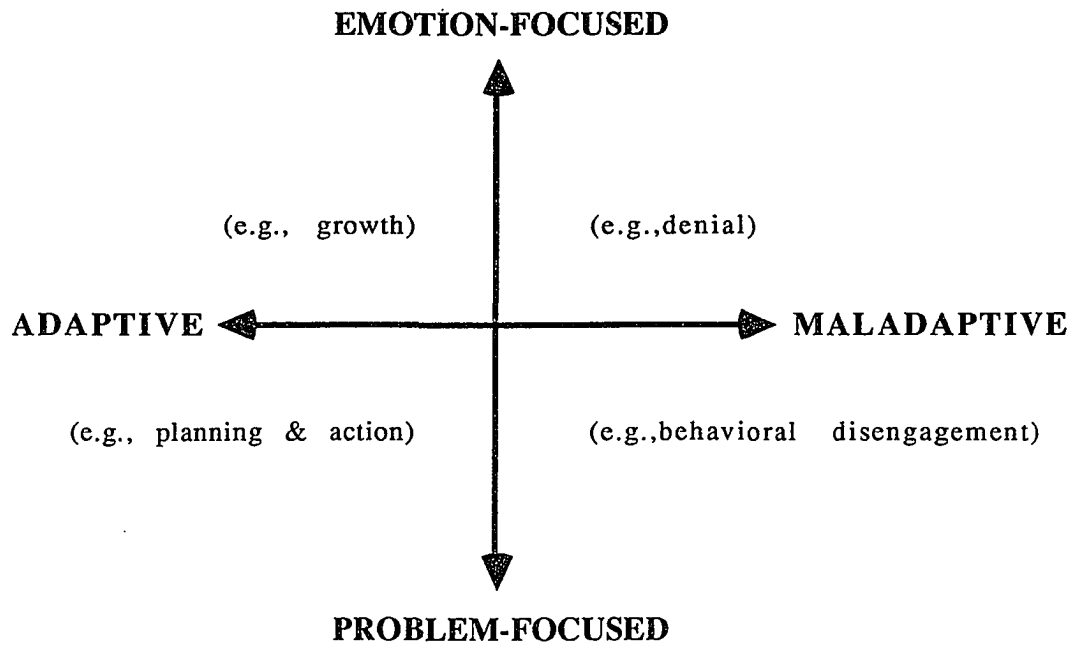 EMOTION-FOCUSED
(e.g., growth) (e.g.,denial)
ADAPTIVE MALADAPTIVE
(e.g., planning & action) (e.g.,behavioral disengagement)
PROBLEM-FOCUSED